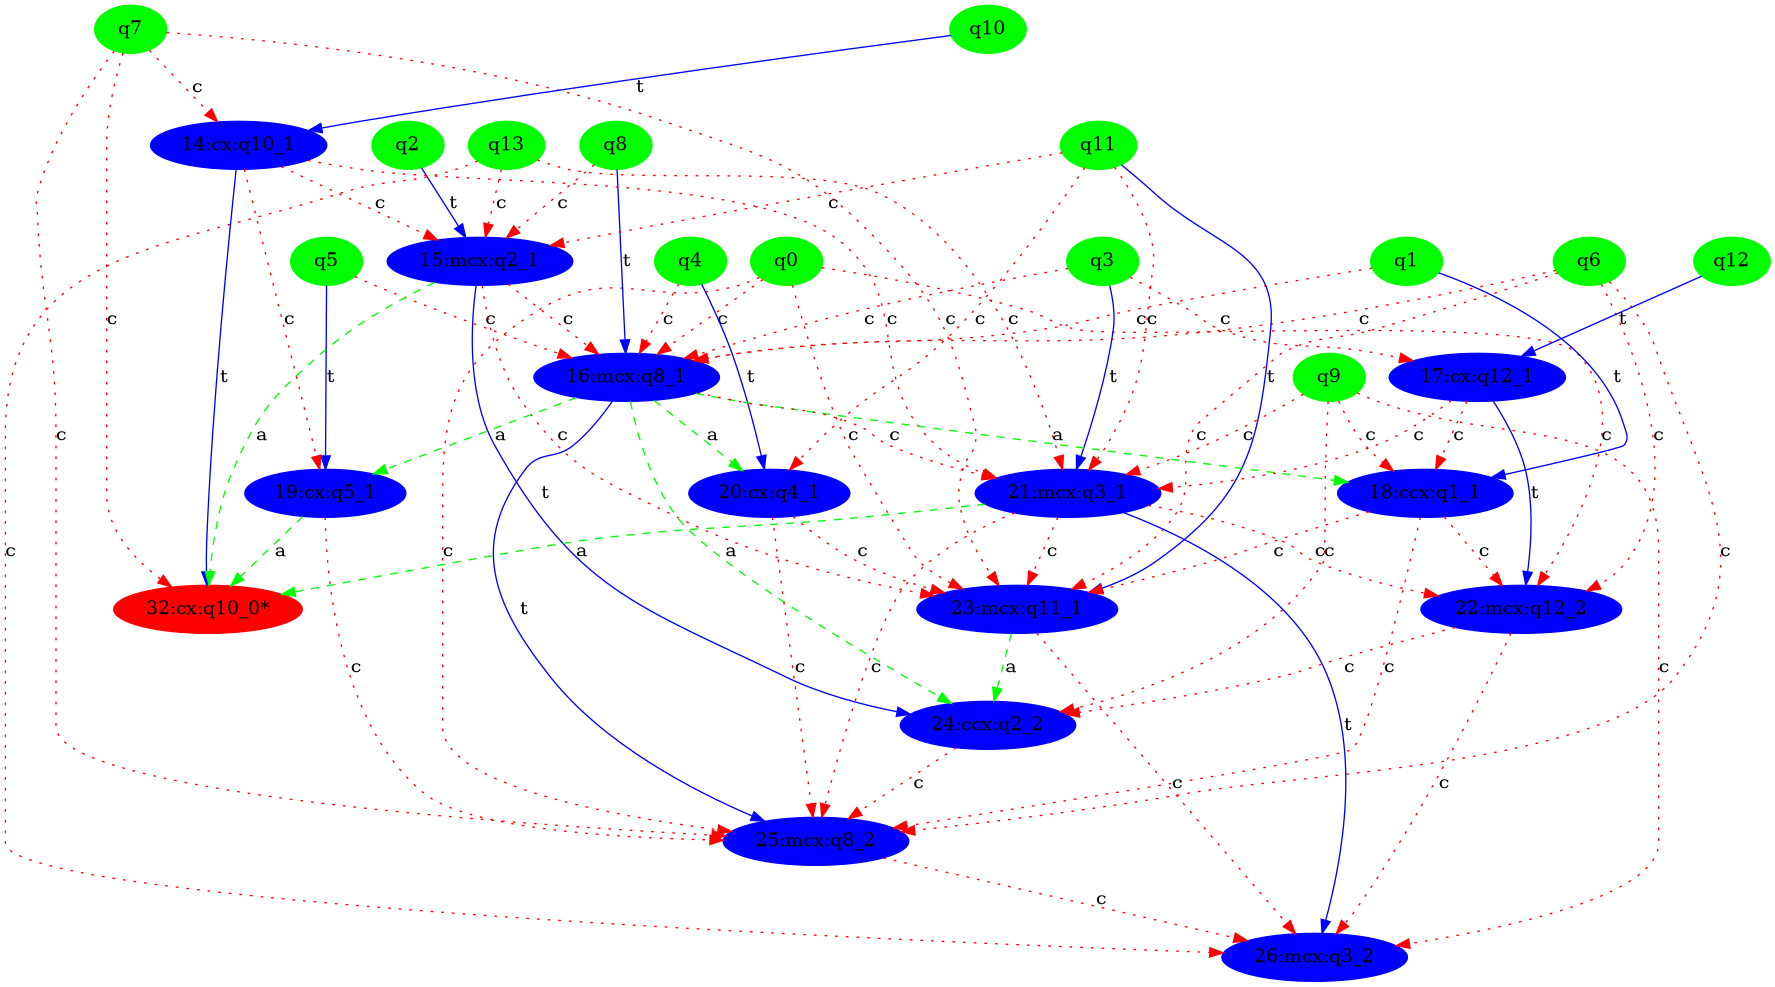 q7 q10
c c t
14:cx:q10_1 q2 q13 q8 q11
c t c c c
q5 15:mcx:q2_1 q4 q0 q3 q1 q6 q12
t c c c c c c t
c c c c c c c c c t
16:mcx:q8_1 q9 17:cx:q12_1
t t a t t t
a a c c a c c c c c
19:cx:q5_1 20:cx:q4_1 21:mcx:q3_1 18:ccx:q1_1
c a a t a c c c c c c c t
32:cx:q10_0* 23:mcx:q11_1 22:mcx:q12_2
c t c c a c c c
24:ccx:q2_2
c c t c c
25:mcx:q8_2
c
26:mcx:q3_2